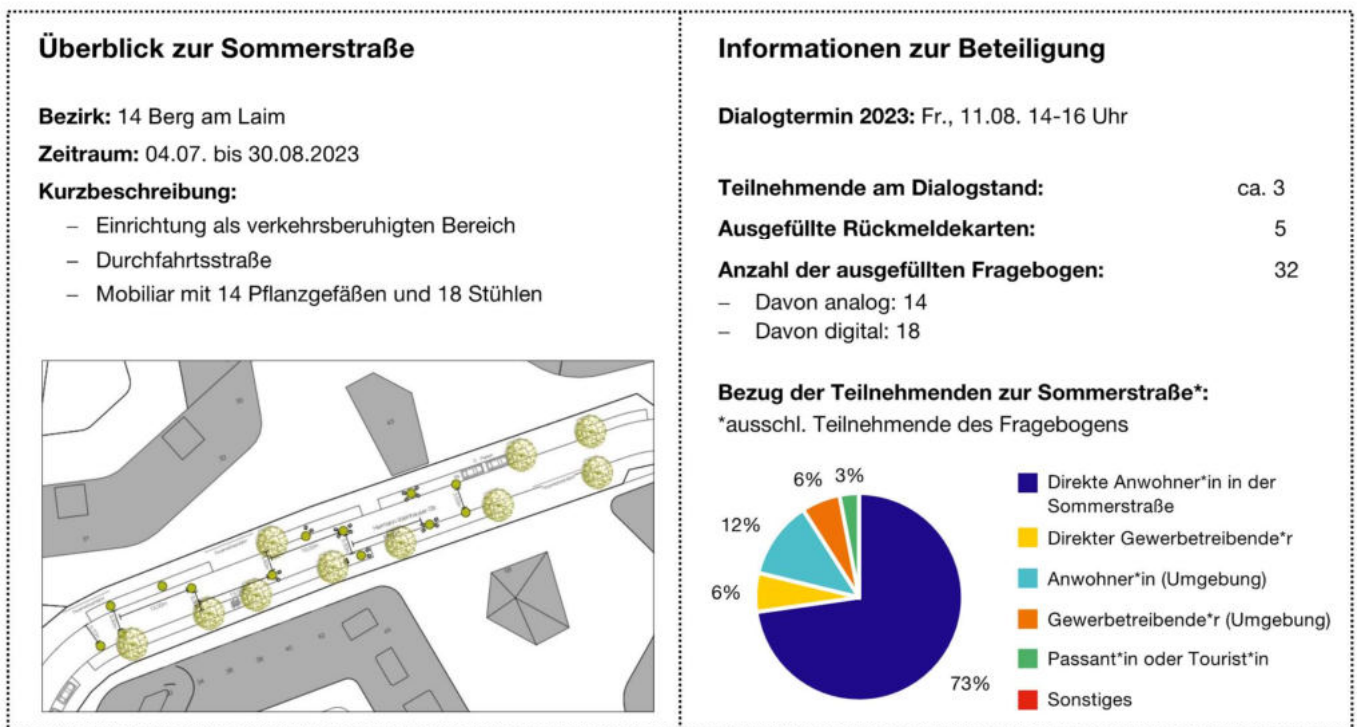 Überblick zur Sommerstraße
Bezirk: 14 Berg am Laim
Zeitraum: 04.07. bis 30.08.2023
Kurzbeschreibung:
– Einrichtung als verkehrsberuhigten Bereich
– Durchfahrtsstraße
– Mobiliar mit 14 Pflanzgefäßen und 18 Stühlen
Informationen zur Beteiligung
Dialogtermin 2023: Fr., 11.08. 14-16 Uhr
Teilnehmende am Dialogstand: ca. 3
Ausgefüllte Rückmeldekarten: 5
Anzahl der ausgefüllten Fragebogen: 32
– Davon analog: 14
– Davon digital: 18
Bezug der Teilnehmenden zur Sommerstraße*:
*ausschl. Teilnehmende des Fragebogens
6%
3%
12%
6%
73%
Direkte Anwohner*in in der
Sommerstraße
Direkter Gewerbetreibende*r
Anwohner*in (Umgebung)
Gewerbetreibende*r (Umgebung)
Passant*in oder Tourist*in
Sonstiges